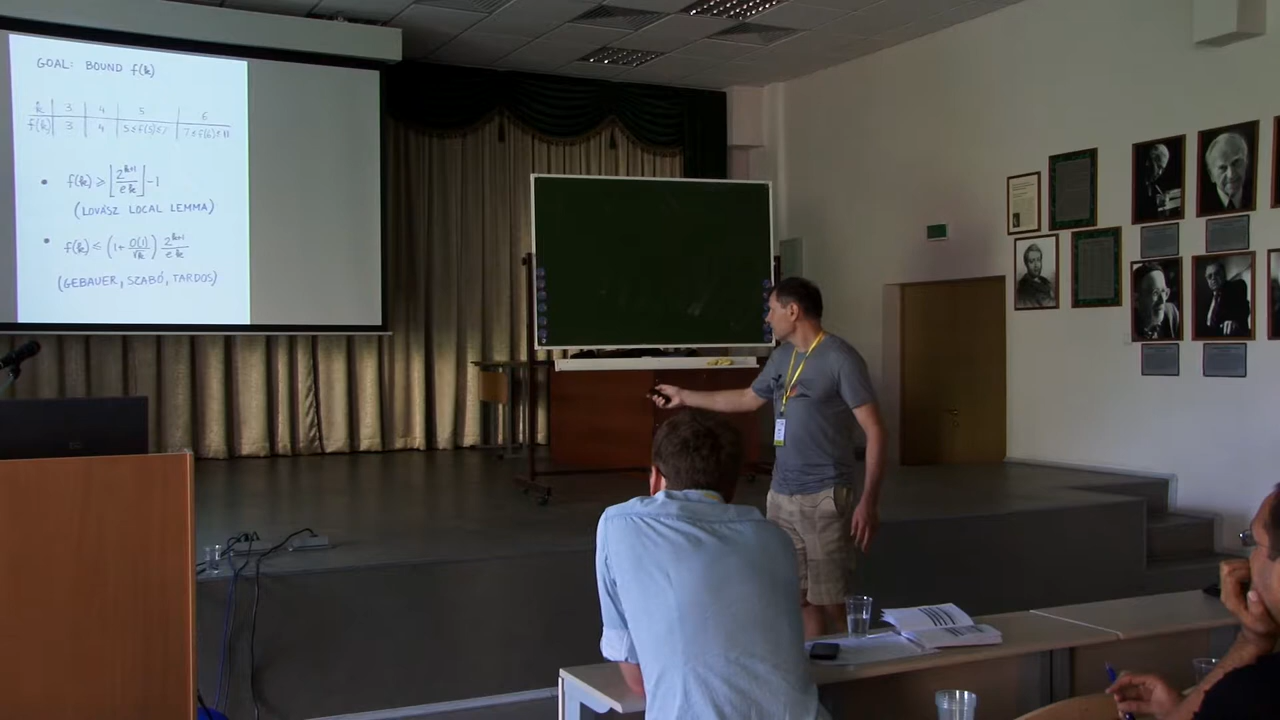 GOAL: BOUND f(k)
k | 3 | 4 | 5 | 6
f(k) | 3 | 4 | 5≤f(5)≤7 | 7≤f(6)≤11
• f(k) ≥ ⌊2^{k+1}/ek⌋-1
(LOVÁSZ LOCAL LEMMA)
• f(k) ≤ (1+O(1)/√k) 2^{k+1}/ek
(GEBAUER, SZABÓ, TARDOS)